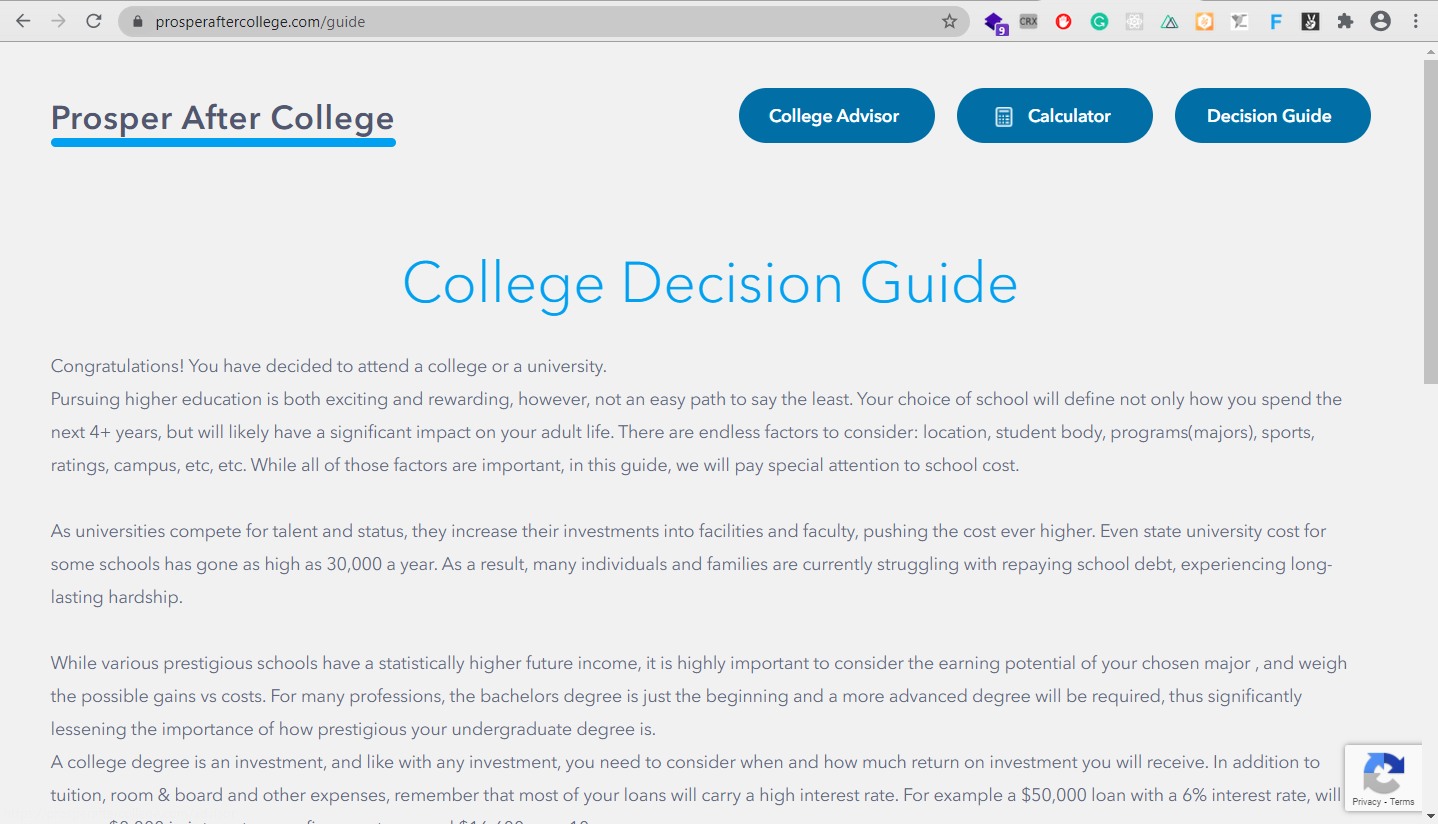 prosperaftercollege.com/guide
9
CRX
F
Prosper After College
College Advisor
Calculator
Decision Guide
College Decision Guide
Congratulations! You have decided to attend a college or a university.
Pursuing higher education is both exciting and rewarding, however, not an easy path to say the least. Your choice of school will define not only how you spend the
next 4+ years, but will likely have a significant impact on your adult life. There are endless factors to consider: location, student body, programs(majors), sports,
ratings, campus, etc, etc. While all of those factors are important, in this guide, we will pay special attention to school cost.
As universities compete for talent and status, they increase their investments into facilities and faculty, pushing the cost ever higher. Even state university cost for
some schools has gone as high as 30,000 a year. As a result, many individuals and families are currently struggling with repaying school debt, experiencing long-
lasting hardship.
While various prestigious schools have a statistically higher future income, it is highly important to consider the earning potential of your chosen major , and weigh
the possible gains vs costs. For many professions, the bachelors degree is just the beginning and a more advanced degree will be required, thus significantly
lessening the importance of how prestigious your undergraduate degree is.
A college degree is an investment, and like with any investment, you need to consider when and how much return on investment you will receive. In addition to
tuition, room & board and other expenses, remember that most of your loans will carry a high interest rate. For example a $50,000 loan with a 6% interest rate, will
Privacy - Terms